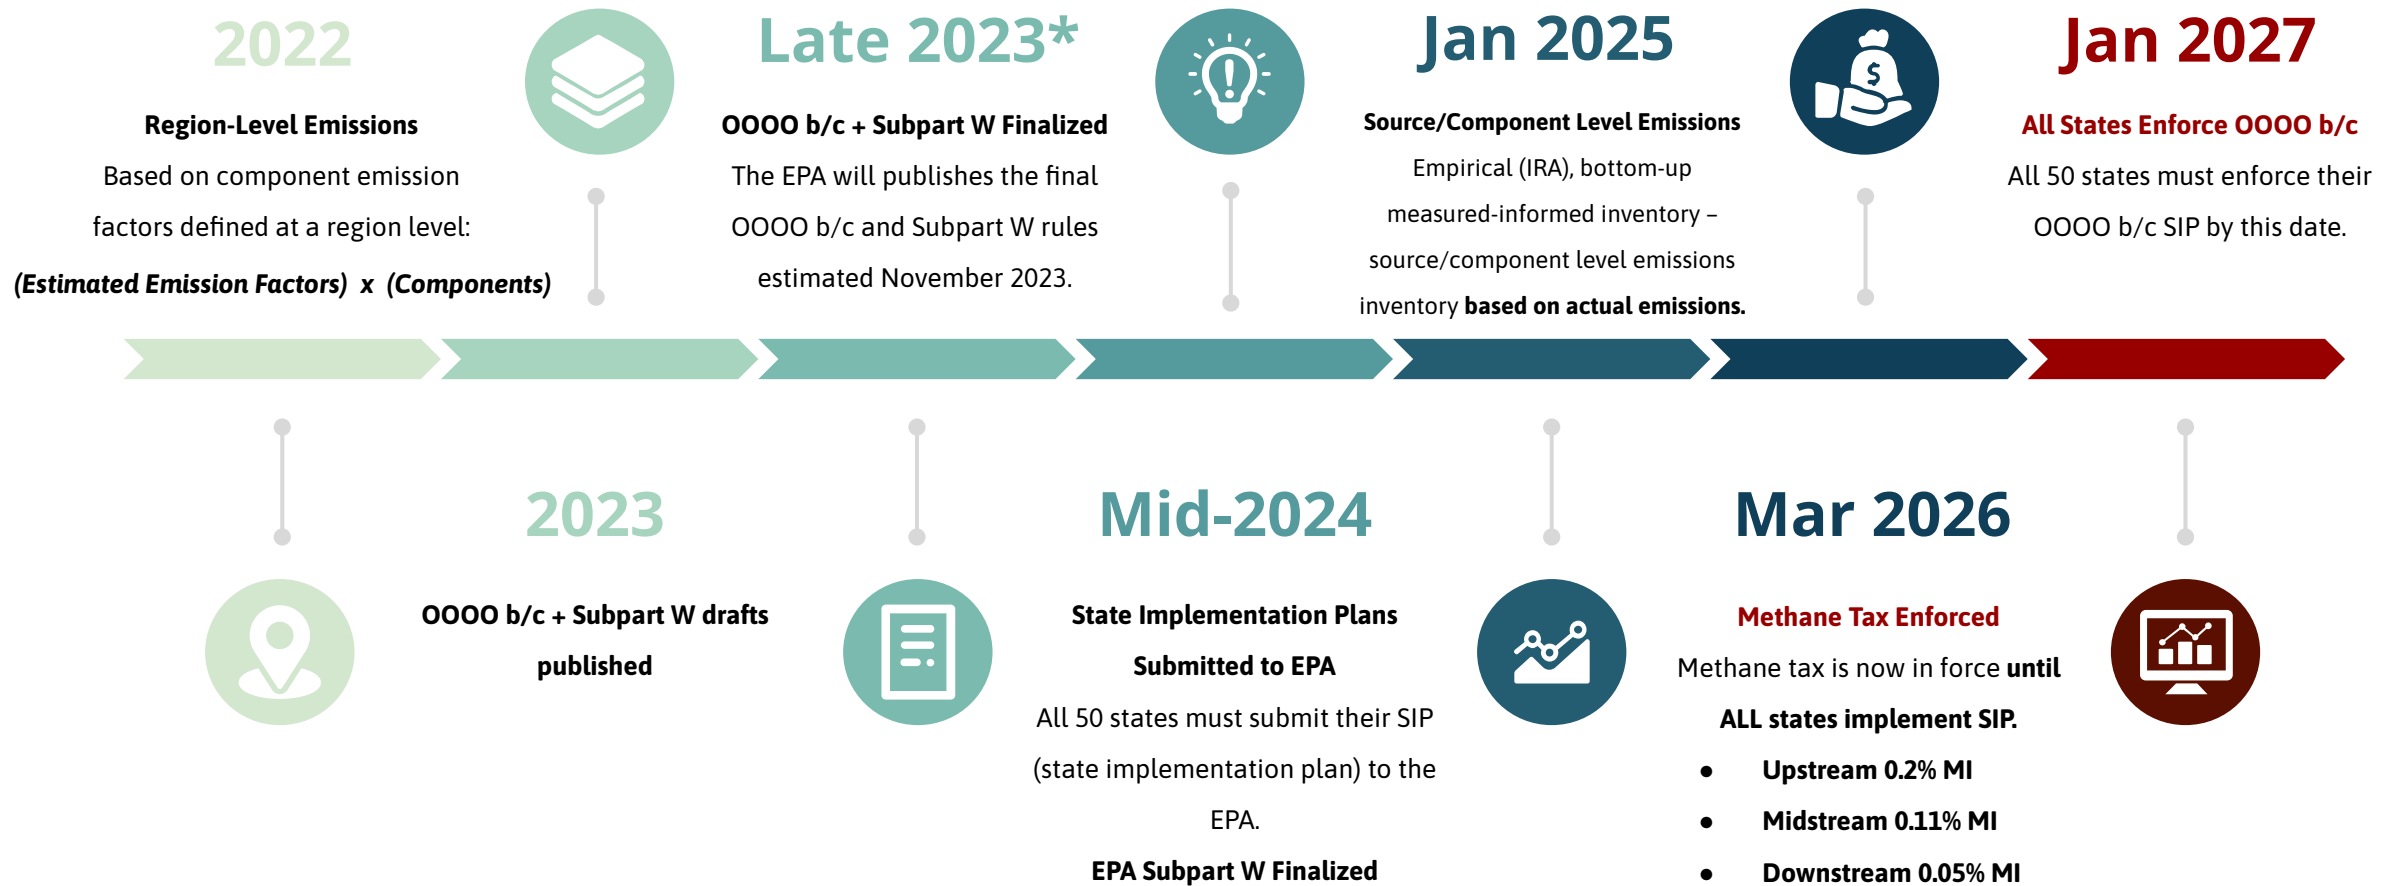 2022
Region-Level Emissions
Based on component emission
factors defined at a region level:
(Estimated Emission Factors) x (Components)
2023
OOOO b/c + Subpart W drafts
published
Late 2023*
OOOO b/c + Subpart W Finalized
The EPA will publishes the final
OOOO b/c and Subpart W rules
estimated November 2023.
Mid-2024
State Implementation Plans
Submitted to EPA
All 50 states must submit their SIP
(state implementation plan) to the
EPA.
EPA Subpart W Finalized
Jan 2025
Source/Component Level Emissions
Empirical (IRA), bottom-up
measured-informed inventory –
source/component level emissions
inventory based on actual emissions.
$
Mar 2026
Methane Tax Enforced
Methane tax is now in force until
ALL states implement SIP.
● Upstream 0.2% MI
● Midstream 0.11% MI
● Downstream 0.05% MI
Jan 2027
All States Enforce OOOO b/c
All 50 states must enforce their
OOOO b/c SIP by this date.